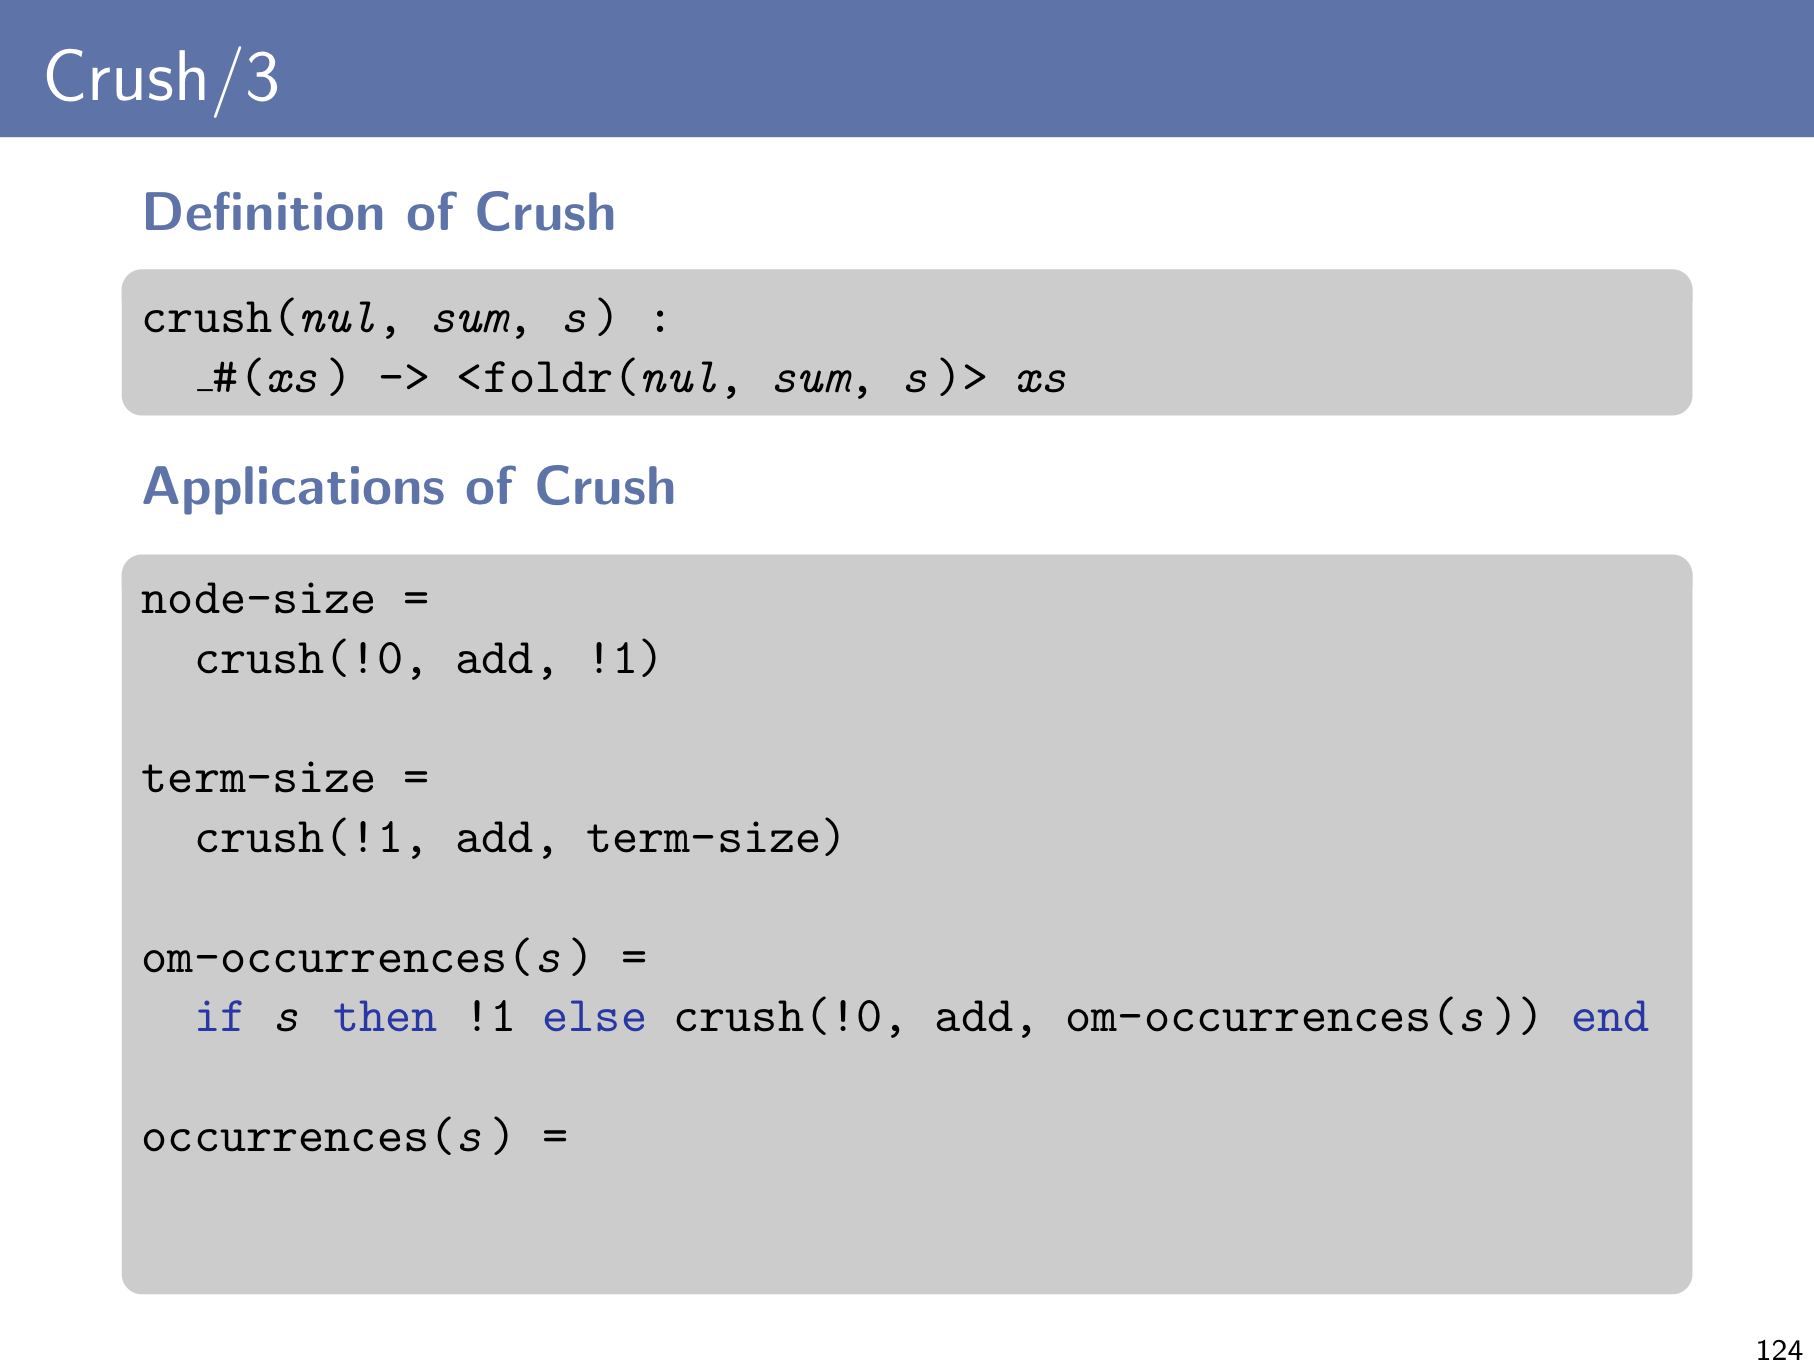 Crush/3
Definition of Crush
crush(nul, sum, s) :
  _#(xs) -> <foldr(nul, sum, s)> xs
Applications of Crush
node-size =
  crush(!0, add, !1)
term-size =
  crush(!1, add, term-size)
om-occurrences(s) =
  if s then !1 else crush(!0, add, om-occurrences(s)) end
occurrences(s) =
124